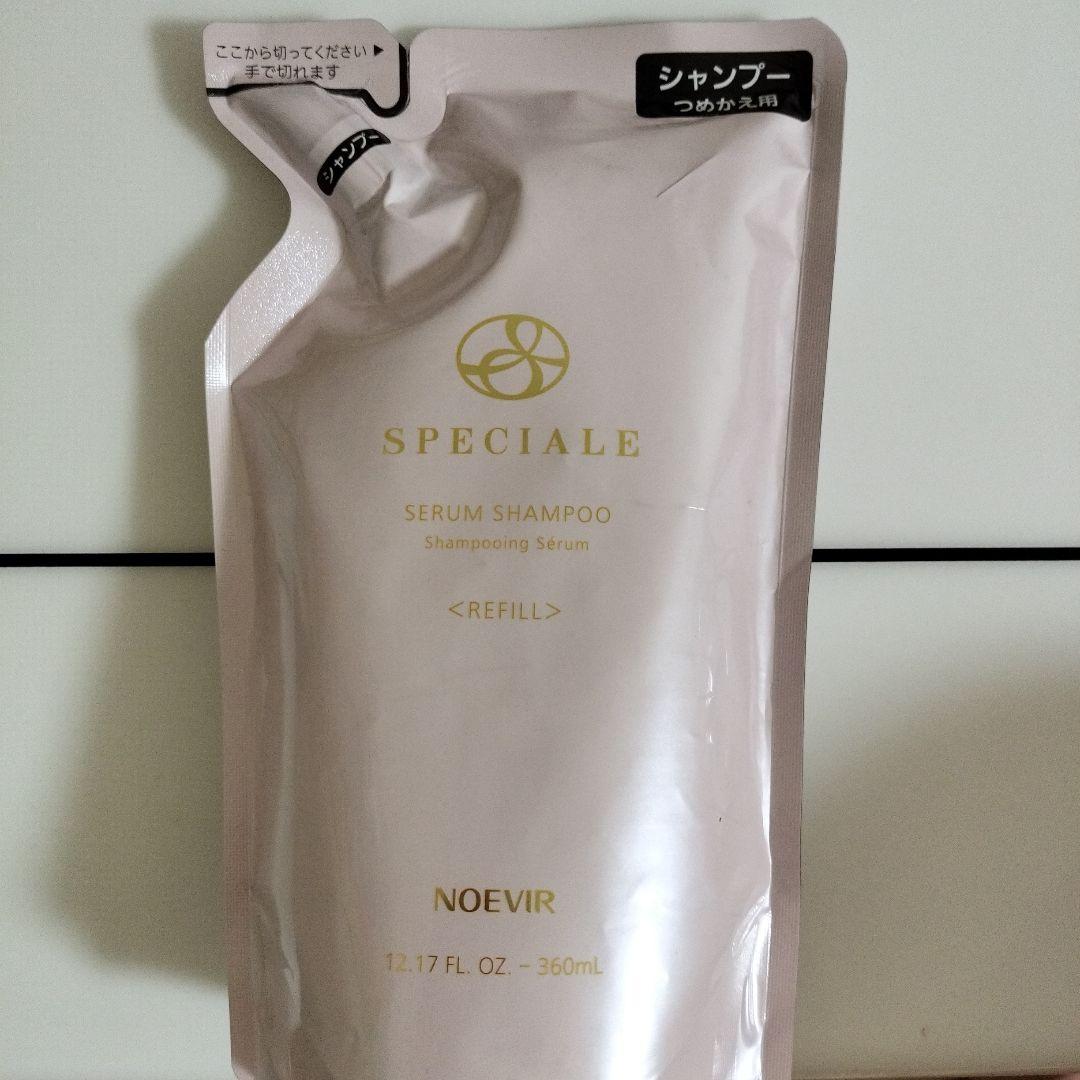 ここから切ってください▶
手で切れます
シャンプー
つめかえ用
シャンプー
SPECIALE
SERUM SHAMPOO
Shampooing Sérum
<REFILL>
NOEVIR
12.17 FL. OZ. - 360mL